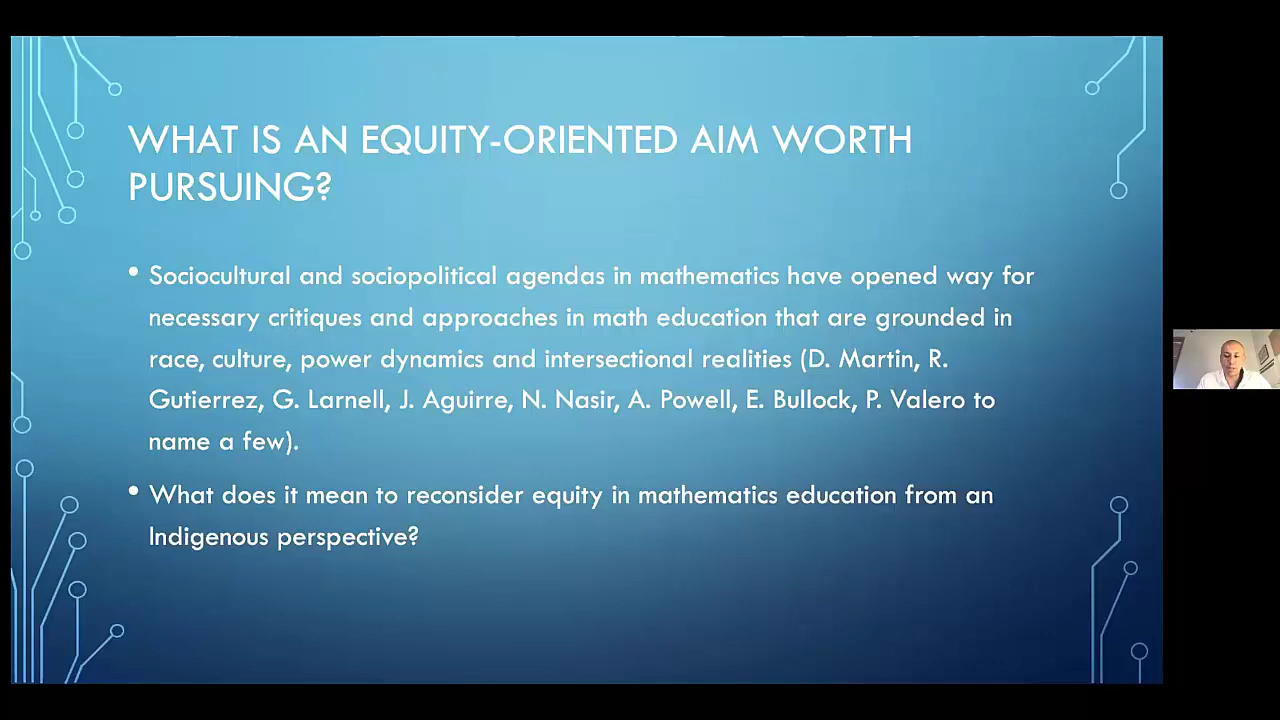 WHAT IS AN EQUITY-ORIENTED AIM WORTH
PURSUING?
• Sociocultural and sociopolitical agendas in mathematics have opened way for
necessary critiques and approaches in math education that are grounded in
race, culture, power dynamics and intersectional realities (D. Martin, R.
Gutierrez, G. Larnell, J. Aguirre, N. Nasir, A. Powell, E. Bullock, P. Valero to
name a few).
• What does it mean to reconsider equity in mathematics education from an
Indigenous perspective?